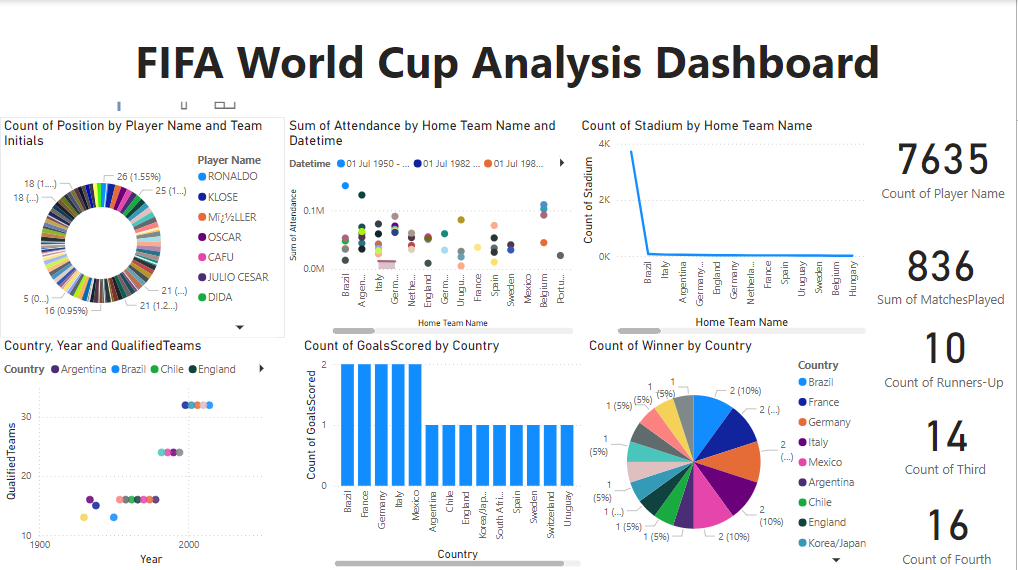 FIFA World Cup Analysis Dashboard
Count of Position by Player Name and Team
Initials
Player Name
RONALDO
KLOSE
Mï¿½LLER
OSCAR
CAFU
JULIO CESAR
DIDA
26 (1.55%)
25 (1...)
21 (...)
21 (1.2...)
16 (0.95%)
5 (0...)
18 (...)
18 (1....)
Sum of Attendance by Home Team Name and
Datetime
Datetime
01 Jul 1950 - ...
01 Jul 1982 ...
01 Jul 198...
Sum of Attendance
0.1M
0.0M
Brazil
Argen...
Italy
Germ...
Nethe...
England
Germ...
Urugu...
France
Spain
Sweden
Mexico
Belgium
Portu...
Home Team Name
Count of Stadium by Home Team Name
Count of Stadium
4K
2K
0K
Brazil
Italy
Argentina
Germany...
England
Germany
Netherla...
France
Spain
Uruguay
Sweden
Belgium
Hungary
Home Team Name
7635
Count of Player Name
836
Sum of MatchesPlayed
10
Count of Runners-Up
14
Count of Third
16
Count of Fourth
Country, Year and QualifiedTeams
Country
Argentina
Brazil
Chile
England
QualifiedTeams
30
20
10
1900
2000
Year
Count of GoalsScored by Country
Count of GoalsScored
2
1
0
Brazil
France
Germany
Italy
Mexico
Argentina
Chile
England
Korea/Jap...
South Afri...
Spain
Sweden
Switzerland
Uruguay
Country
Count of Winner by Country
2 (10%)
2 (...)
2
(...)
2
(10%)
2 (10%)
1 (5%)
1 (5%)
1 (...)
1
(5%)
1
(5%)
1 (5%)
1
(5%)
1
(5%)
1
Country
Brazil
France
Germany
Italy
Mexico
Argentina
Chile
England
Korea/Japan